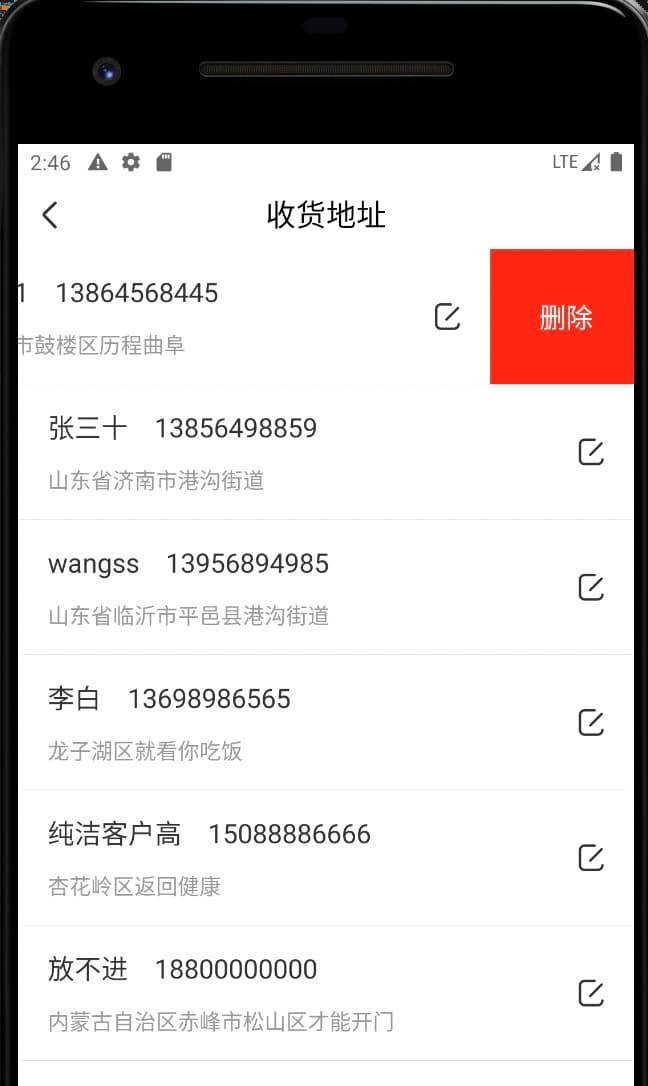 2:46
LTE
收货地址
1 13864568445
市鼓楼区历程曲阜
删除
张三十 13856498859
山东省济南市港沟街道
wangss 13956894985
山东省临沂市平邑县港沟街道
李白 13698986565
龙子湖区就看你吃饭
纯洁客户高 15088886666
杏花岭区返回健康
放不进 18800000000
内蒙古自治区赤峰市松山区才能开门